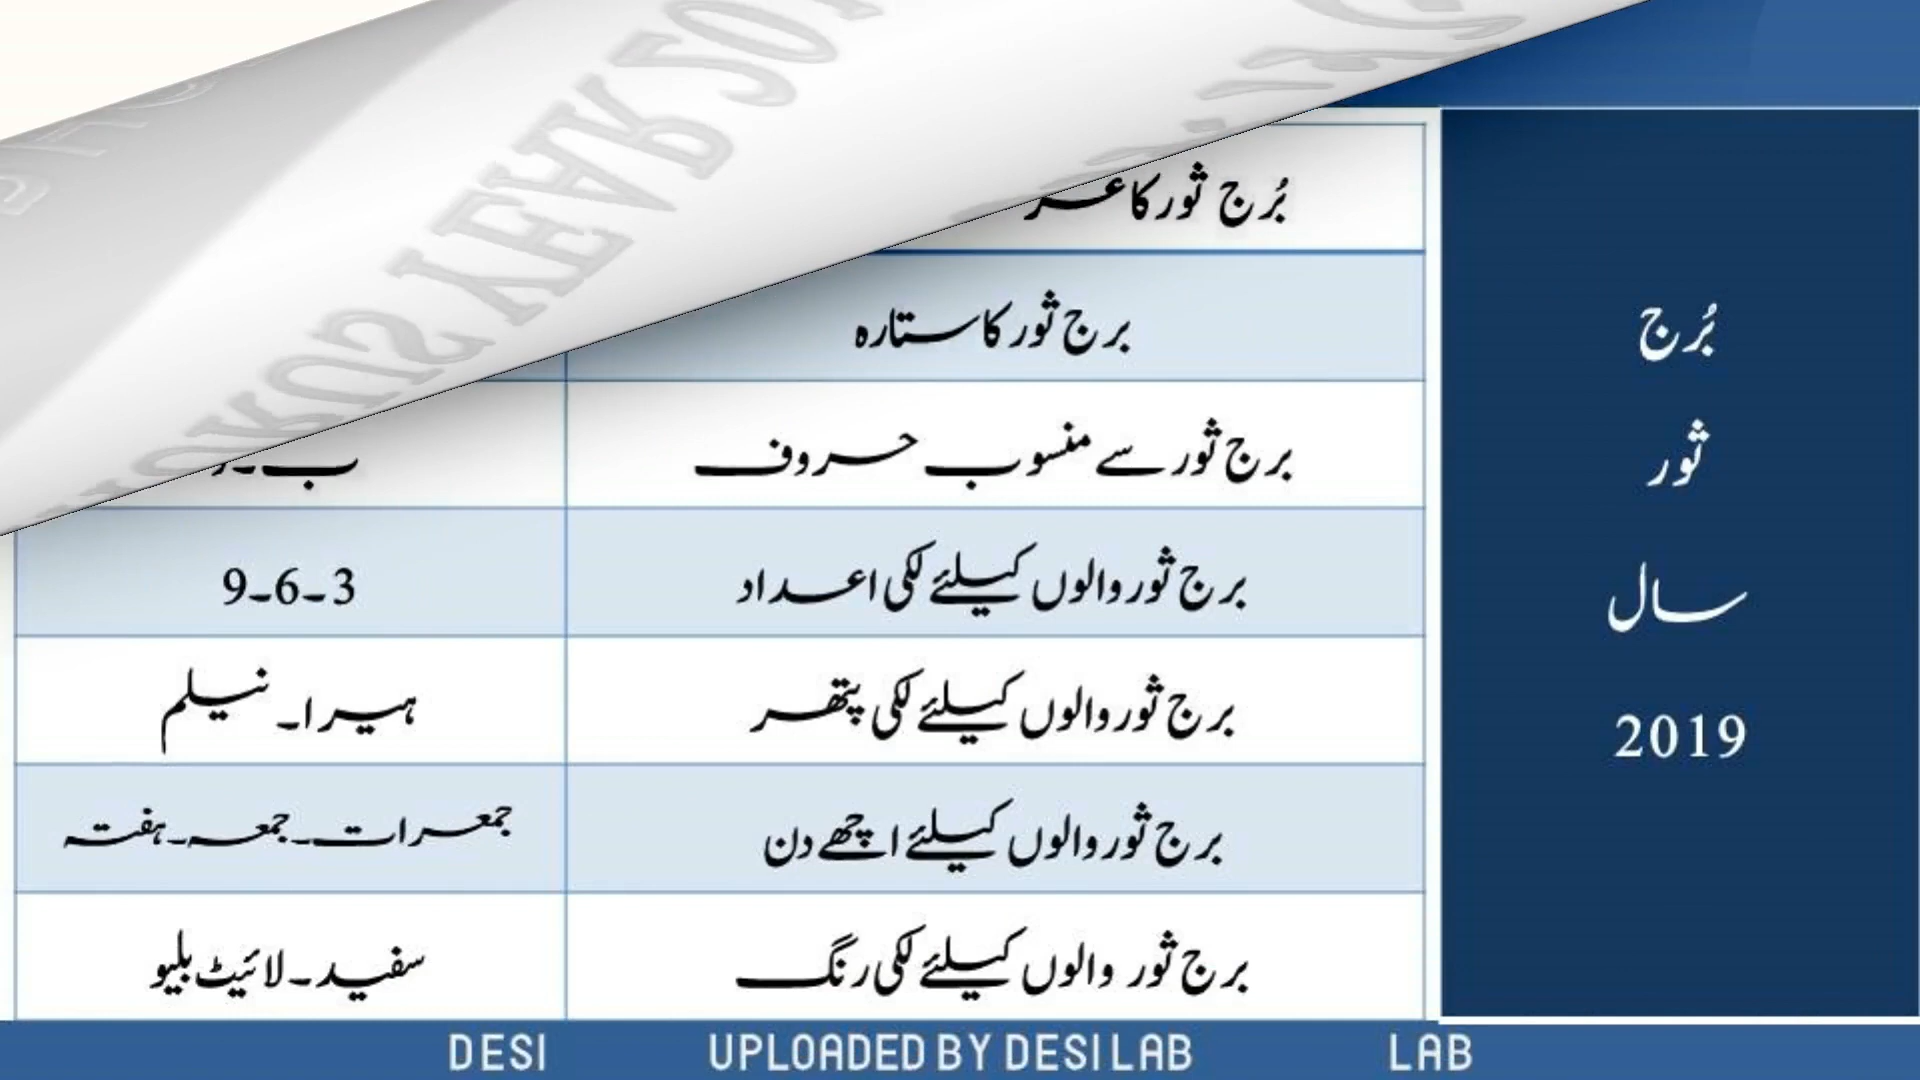 بُرج ثور کا
برج ثور کا ستارہ
برج ثور سے منسوب حروف
برج ثور والوں کیلئے لکی اعداد 3۔6۔9
برج ثور والوں کیلئے لکی پتھر ہیرا۔ نیلم
برج ثور والوں کیلئے اچھے دن جمعرات۔جمعہ۔ہفتہ
برج ثور والوں کیلئے لکی رنگ سفید۔لائیٹ بلیو
بُرج
ثور
سال
2019
DESI UPLOADED BY DESI LAB LAB